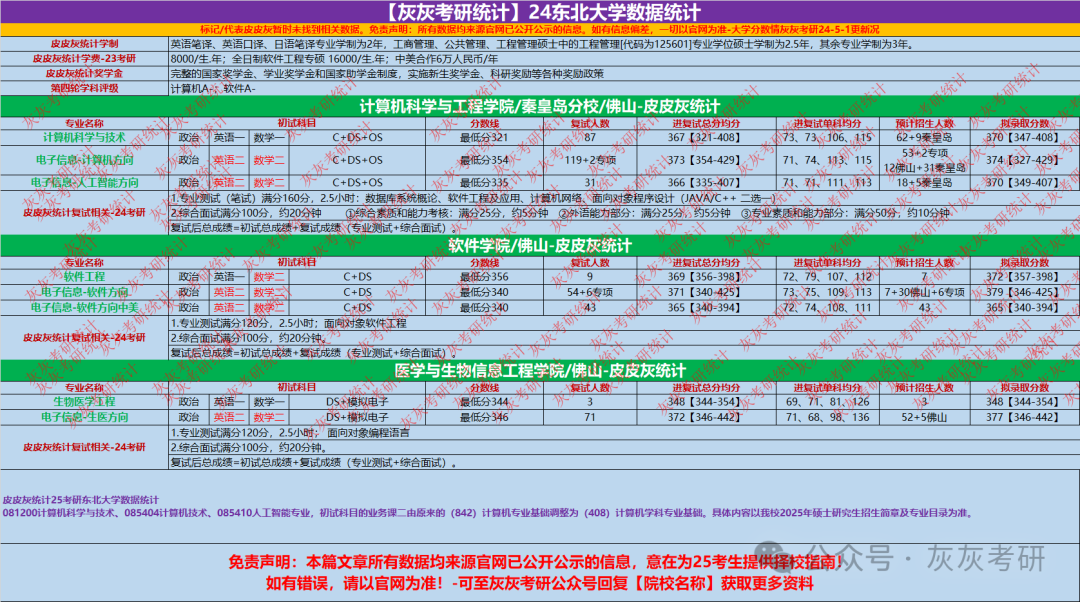 【灰灰考研统计】24东北大学数据统计
标记/代表皮皮灰暂时未找到相关数据。免责声明：所有数据均来源官网已公开公示的信息。如有信息偏差，一切以官网为准-大学分数情灰灰考研24-5-1更新况
皮皮灰统计学制 英语笔译、英语口译、日语笔译专业学制为2年，工商管理、公共管理、工程管理硕士中的工程管理[代码为125601]专业学位硕士学制为2.5年，其余专业学制为3年。
皮皮灰统计学费-23考研 8000/生.年；全日制软件工程专硕 16000/生.年；中美合作6万人民币/年
皮皮灰统计奖学金 完整的国家奖学金、学业奖学金和国家助学金制度，实施新生奖学金、科研奖励等各种奖励政策
第四轮学科评级 计算机A-；软件A-
计算机科学与工程学院/秦皇岛分校/佛山-皮皮灰统计
专业名称 初试科目 分数线 复试人数 进复试总分均分 进复试单科均分 预计招生人数 拟录取分数
计算机科学与技术 政治 英语一 数学一 C+DS+OS 最低分321 87 367【321-408】 73、73、106、115 62+9秦皇岛 370【347-408】
电子信息-计算机方向 政治 英语二 数学二 C+DS+OS 最低分354 119+2专项 373【354-429】 71、74、113、115 53+2专项 12佛山+31秦皇岛 374【327-429】
电子信息-人工智能方向 政治 英语二 数学二 C+DS+OS 最低分335 31 366【335-407】 71、71、111、113 18+5秦皇岛 370【349-407】
皮皮灰统计复试相关-24考研
1.专业测试（笔试）满分160分，2.5小时：数据库系统概论、软件工程及应用、计算机网络、面向对象程序设计（JAVA/C++ 二选一）
2.综合面试满分100分，约20分钟 ①综合素质和能力考核：满分25分，约5分钟 ②外语能力部分：满分25分，约5分钟 ③专业素质和能力部分：满分50分，约10分钟
复试后总成绩=初试总成绩+复试成绩（专业测试+综合面试）。
软件学院/佛山-皮皮灰统计
专业名称 初试科目 分数线 复试人数 进复试总分均分 进复试单科均分 预计招生人数 拟录取分数
软件工程 政治 英语一 数学二 C+DS 最低分356 9 369【356-398】 72、79、107、112 7 372【357-398】
电子信息-软件方向 政治 英语二 数学二 C+DS 最低分340 54+6专项 371【340-425】 73、75、109、113 7+30佛山+6专项 379【346-425】
电子信息-软件方向中美 政治 英语二 数学二 C+DS 最低分340 43 365【340-394】 72、74、108、111 43 365【340-394】
皮皮灰统计复试相关-24考研
1.专业测试满分120分，2.5小时；面向对象软件工程
2.综合面试满分100分，约20分钟。
复试后总成绩=初试总成绩+复试成绩（专业测试+综合面试）。
医学与生物信息工程学院/佛山-皮皮灰统计
专业名称 初试科目 分数线 复试人数 进复试总分均分 进复试单科均分 预计招生人数 拟录取分数
生物医学工程 政治 英语一 数学一 DS+模拟电子 最低分344 3 348【344-354】 69、71、81、126 3 348【344-354】
电子信息-生医方向 政治 英语二 数学二 DS+模拟电子 最低分346 71 372【346-442】 71、68、98、136 52+5佛山 377【346-442】
皮皮灰统计复试相关-24考研
1.专业测试满分120分，2.5小时； 面向对象编程语言
2.综合面试满分100分，约20分钟。
复试后总成绩=初试总成绩+复试成绩（专业测试+综合面试）。
皮皮灰统计25考研东北大学数据统计
081200计算机科学与技术、085404计算机技术、085410人工智能专业，初试科目的业务课二由原来的（842）计算机专业基础调整为（408）计算机学科专业基础。具体内容以我校2025年硕士研究生招生简章及专业目录为准。
免责声明：本篇文章所有数据均来源官网已公开公示的信息，意在为25考生提供择校指南！
如有错误，请以官网为准！-可至灰灰考研公众号回复【院校名称】获取更多资料
公众号 · 灰灰考研